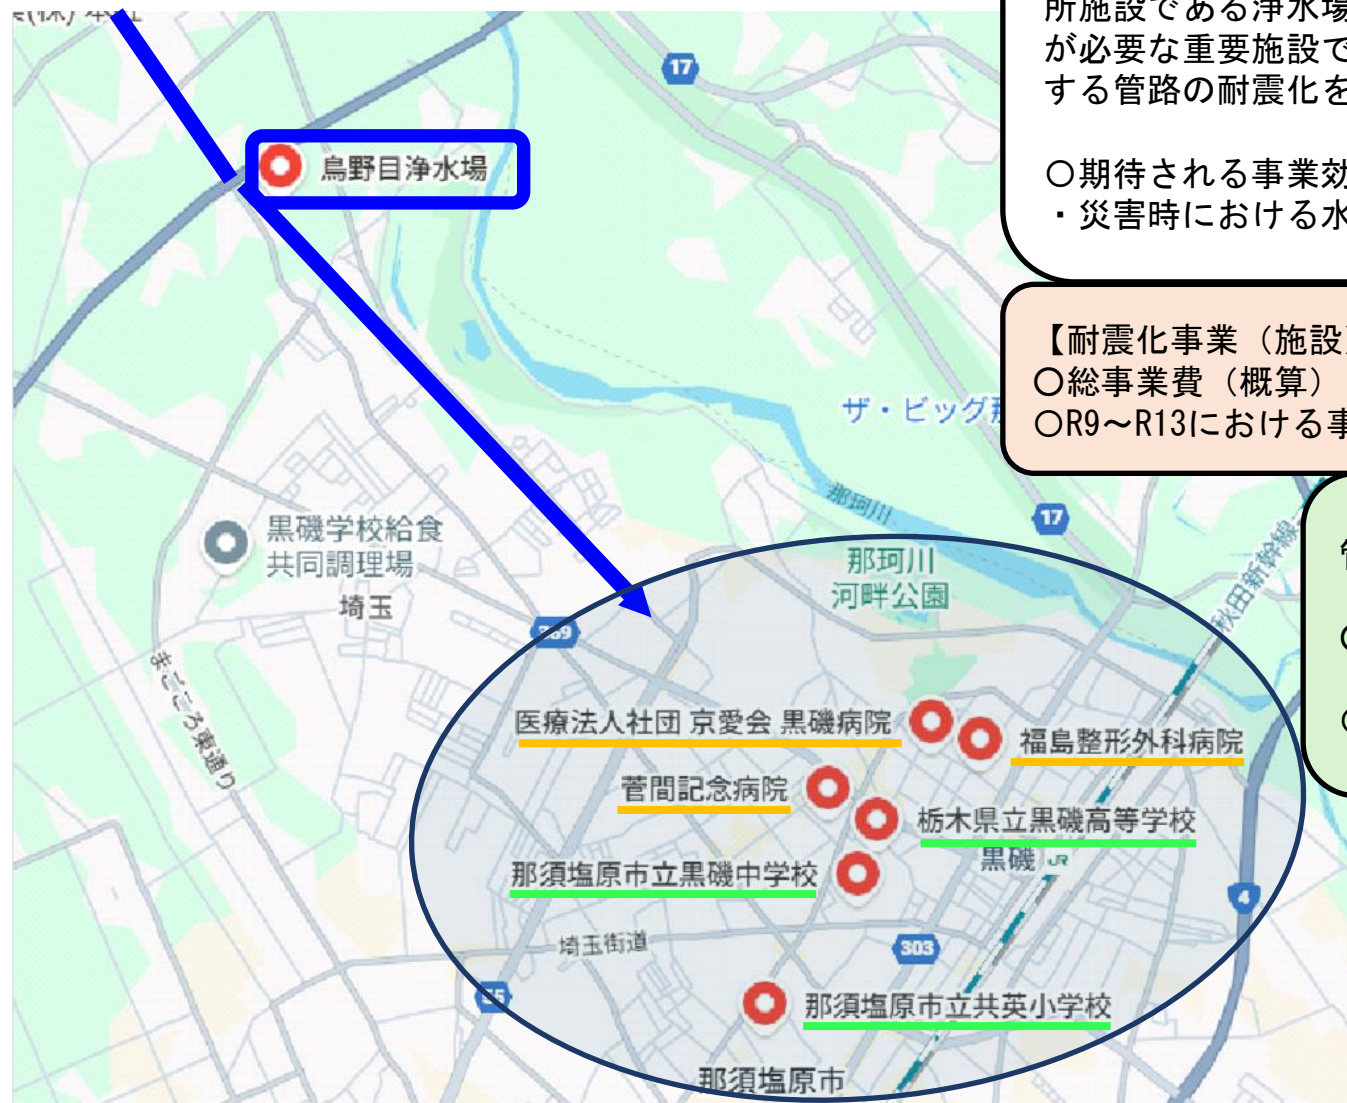 所施設である浄水場
が必要な重要施設で
する管路の耐震化を
〇期待される事業効
・災害時における水
17
鳥野目浄水場
【耐震化事業（施設）
〇総事業費（概算）
〇R9～R13における事
ザ・ビッグ那
那珂川
17
黒磯学校給食
共同調理場
埼玉
那珂川
河畔公園
秋田新幹線
369
まごころ東通り
医療法人社団 京愛会 黒磯病院
福島整形外科病院
菅間記念病院
栃木県立黒磯高等学校
黒磯 JR
那須塩原市立黒磯中学校
4
埼玉街道
303
55
那須塩原市立共英小学校
那須塩原市